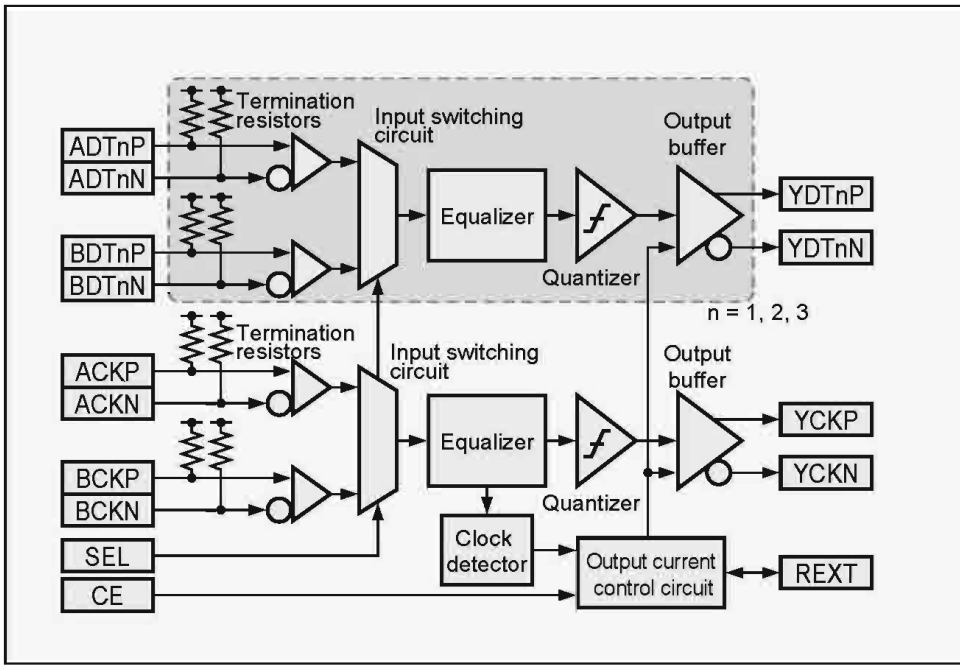 Termination
resistors
Input switching
circuit
Output
buffer
ADTnP
ADTnN
BDTnP
BDTnN
Equalizer
Quantizer
YDTnP
YDTnN
n = 1, 2, 3
Termination
resistors
Input switching
circuit
Output
buffer
ACKP
ACKN
BCKP
BCKN
Equalizer
Quantizer
YCKP
YCKN
SEL
CE
Clock
detector
Output current
control circuit
REXT